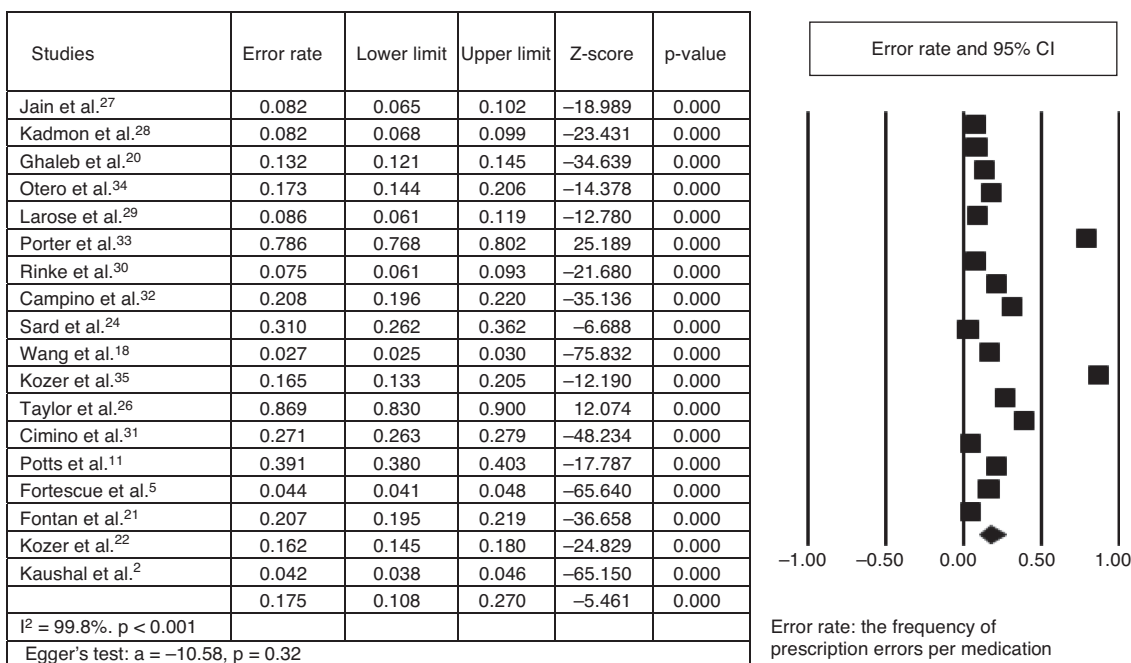 Studies Error rate Lower limit Upper limit Z-score p-value
Jain et al.27 0.082 0.065 0.102 –18.989 0.000
Kadmon et al.28 0.082 0.068 0.099 –23.431 0.000
Ghaleb et al.20 0.132 0.121 0.145 –34.639 0.000
Otero et al.34 0.173 0.144 0.206 –14.378 0.000
Larose et al.29 0.086 0.061 0.119 –12.780 0.000
Porter et al.33 0.786 0.768 0.802 25.189 0.000
Rinke et al.30 0.075 0.061 0.093 –21.680 0.000
Campino et al.32 0.208 0.196 0.220 –35.136 0.000
Sard et al.24 0.310 0.262 0.362 –6.688 0.000
Wang et al.18 0.027 0.025 0.030 –75.832 0.000
Kozer et al.35 0.165 0.133 0.205 –12.190 0.000
Taylor et al.26 0.869 0.830 0.900 12.074 0.000
Cimino et al.31 0.271 0.263 0.279 –48.234 0.000
Potts et al.11 0.391 0.380 0.403 –17.787 0.000
Fortescue et al.5 0.044 0.041 0.048 –65.640 0.000
Fontan et al.21 0.207 0.195 0.219 –36.658 0.000
Kozer et al.22 0.162 0.145 0.180 –24.829 0.000
Kaushal et al.2 0.042 0.038 0.046 –65.150 0.000
0.175 0.108 0.270 –5.461 0.000
I2 = 99.8%. p < 0.001
Egger's test: a = –10.58, p = 0.32
Error rate and 95% CI
–1.00 –0.50 0.00 0.50 1.00
Error rate: the frequency of
prescription errors per medication